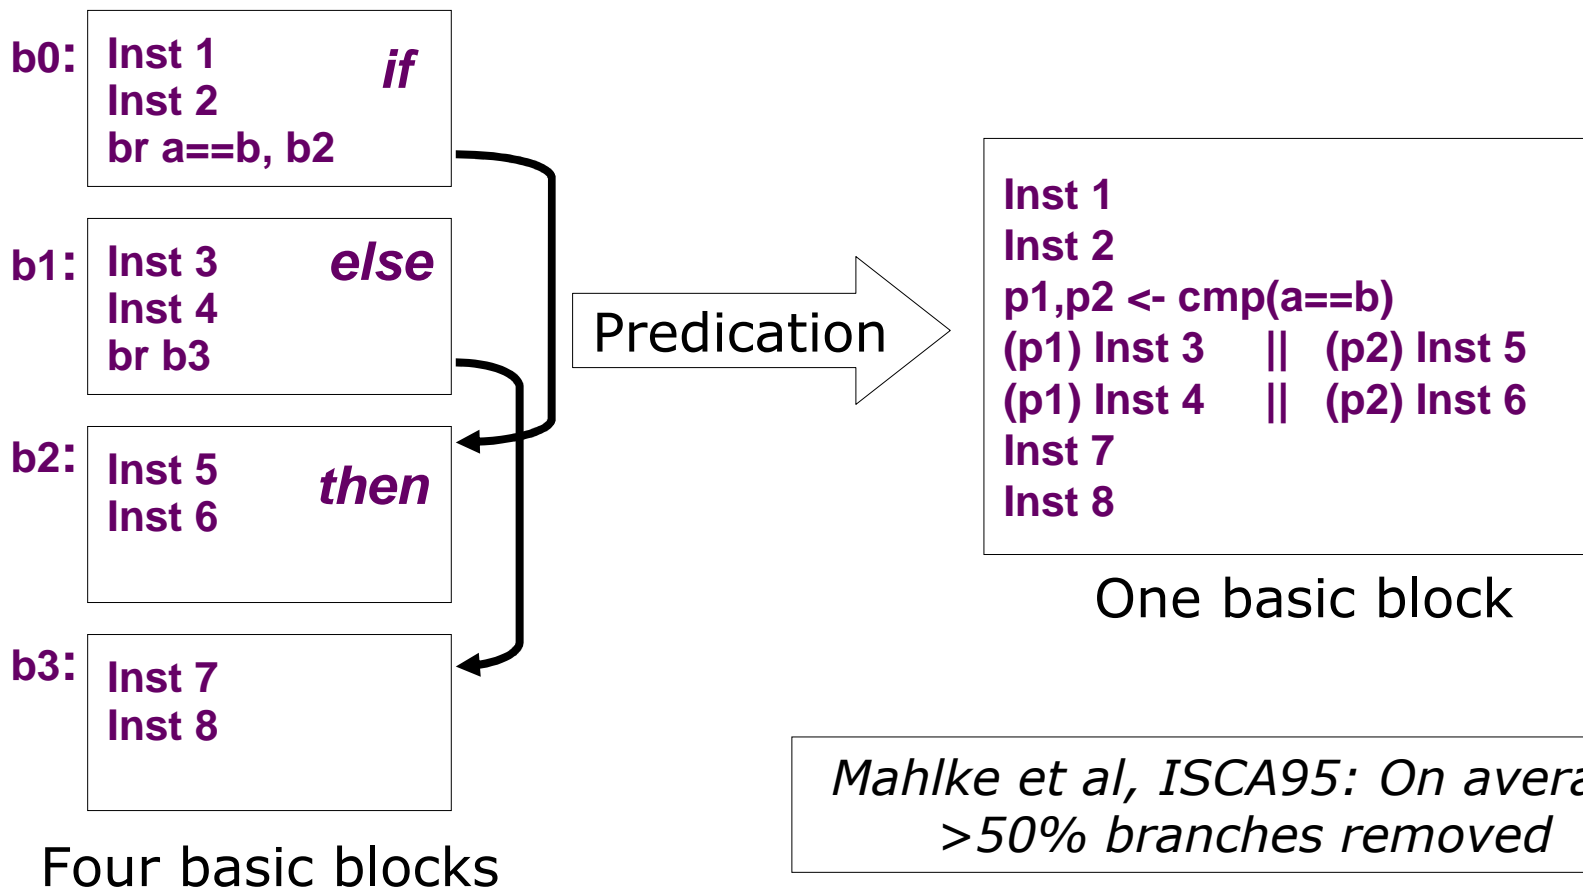 b0:
Inst 1
if
Inst 2
br a==b, b2
b1:
Inst 3
else
Inst 4
br b3
b2:
Inst 5
then
Inst 6
b3:
Inst 7
Inst 8
Four basic blocks
Predication
Inst 1
Inst 2
p1,p2 <- cmp(a==b)
(p1) Inst 3 || (p2) Inst 5
(p1) Inst 4 || (p2) Inst 6
Inst 7
Inst 8
One basic block
Mahlke et al, ISCA95: On
>50% branches removed